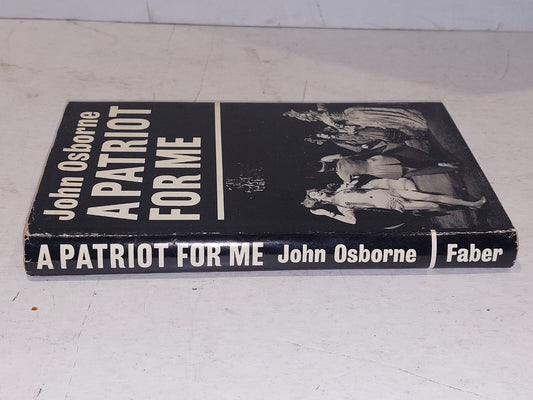 John Osborne
A PATRIOT
FOR ME
A PATRIOT FOR ME John Osborne Faber